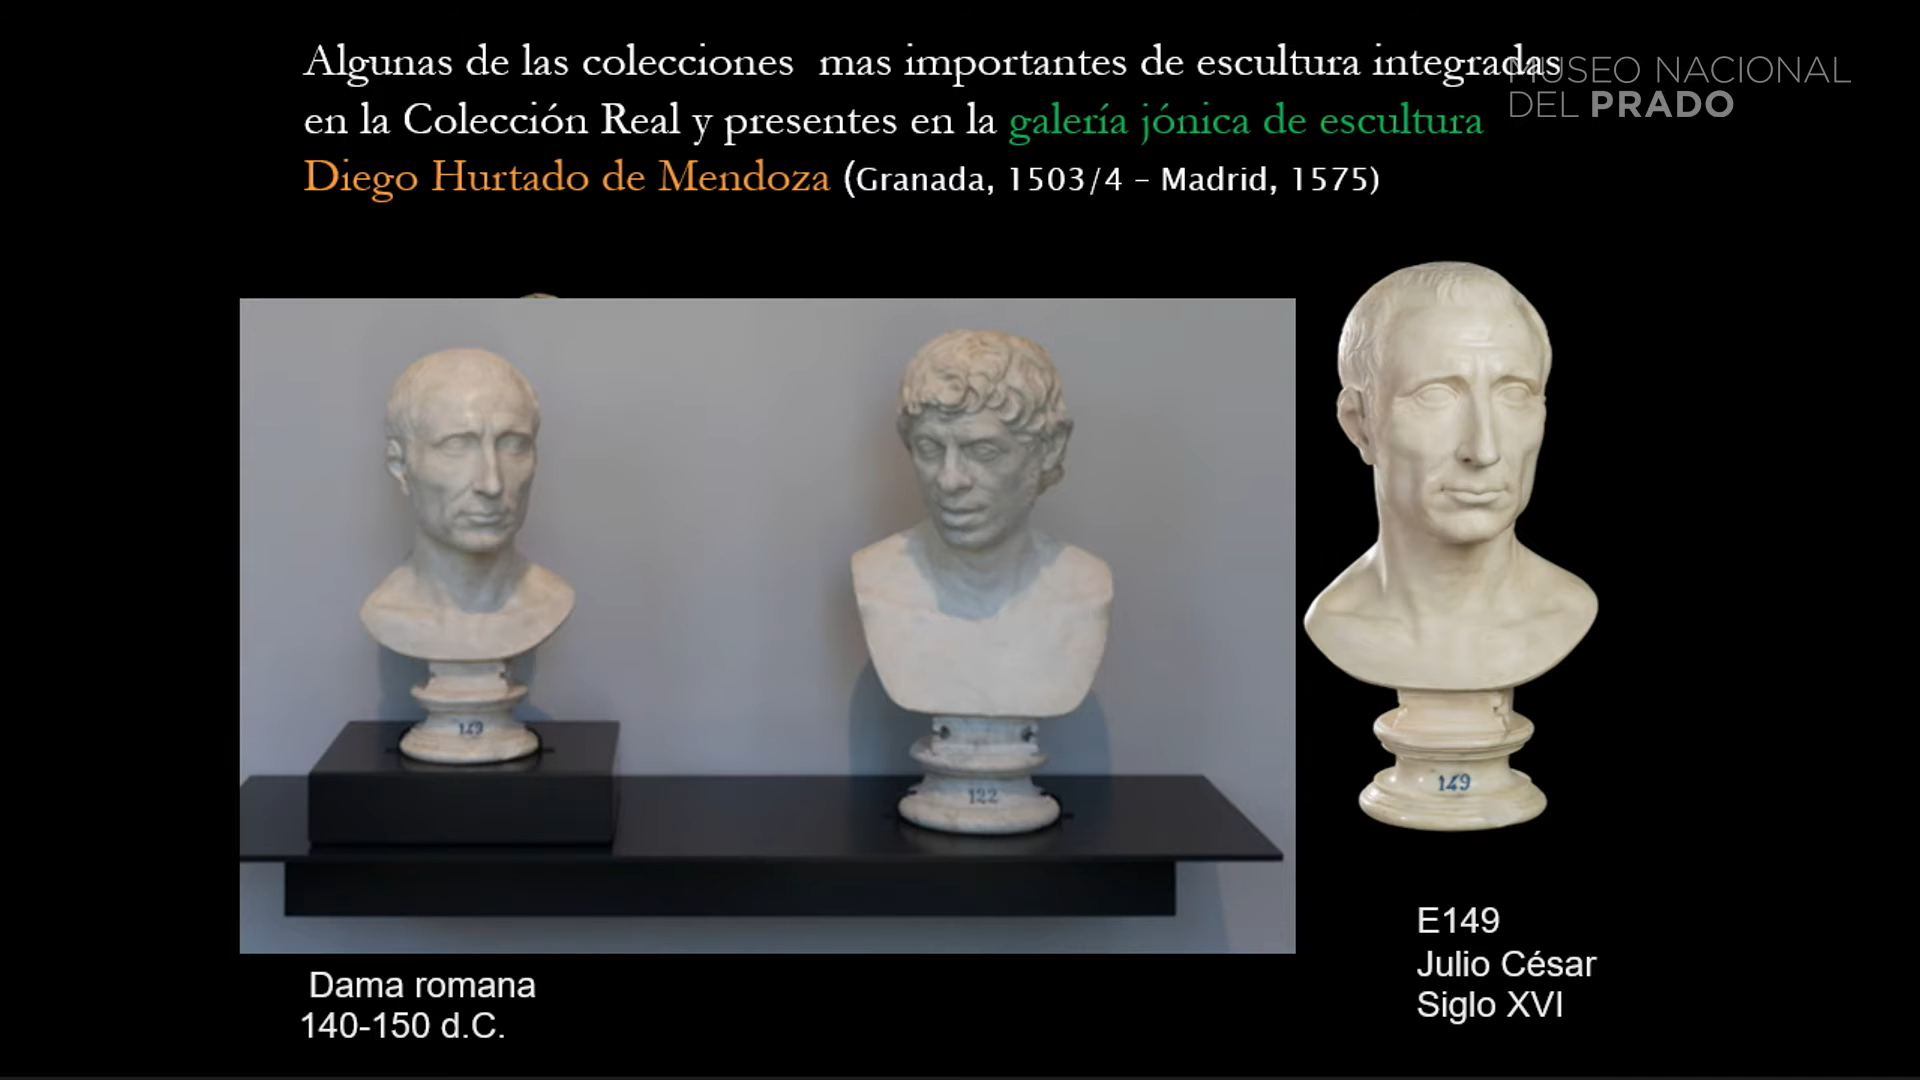 Algunas de las colecciones  mas importantes de escultura integradas
en la Colección Real y presentes en la galería jónica de escultura
Diego Hurtado de Mendoza (Granada, 1503/4 – Madrid, 1575)
MUSEO NACIONAL
DEL PRADO
149
122
149
Dama romana
140-150 d.C.
E149
Julio César
Siglo XVI